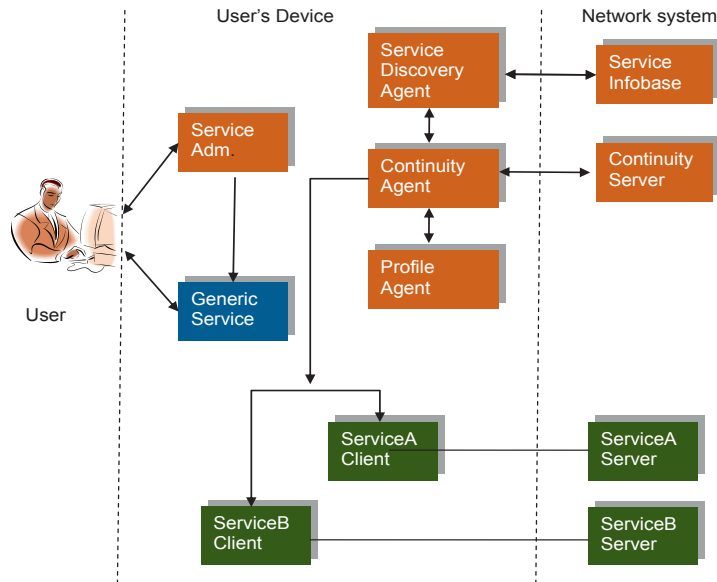 User's Device
Network system
Service
Discovery
Agent
Service
Infobase
Service
Adm.
Continuity
Agent
Continuity
Server
Profile
Agent
Generic
Service
User
ServiceA
Client
ServiceA
Server
ServiceB
Client
ServiceB
Server